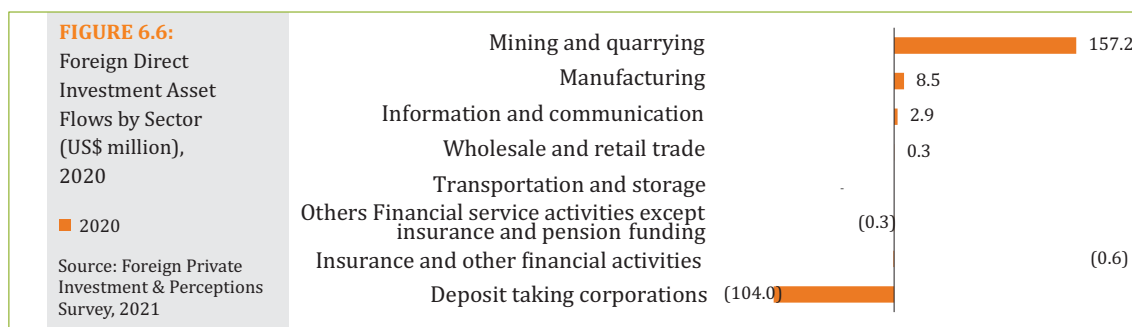 FIGURE 6.6:
Foreign Direct
Investment Asset
Flows by Sector
(US$ million),
2020
2020
Source: Foreign Private
Investment & Perceptions
Survey, 2021
Mining and quarrying 157.2
Manufacturing 8.5
Information and communication 2.9
Wholesale and retail trade 0.3
Transportation and storage -
Others Financial service activities except
insurance and pension funding (0.3)
Insurance and other financial activities (0.6)
Deposit taking corporations (104.0)